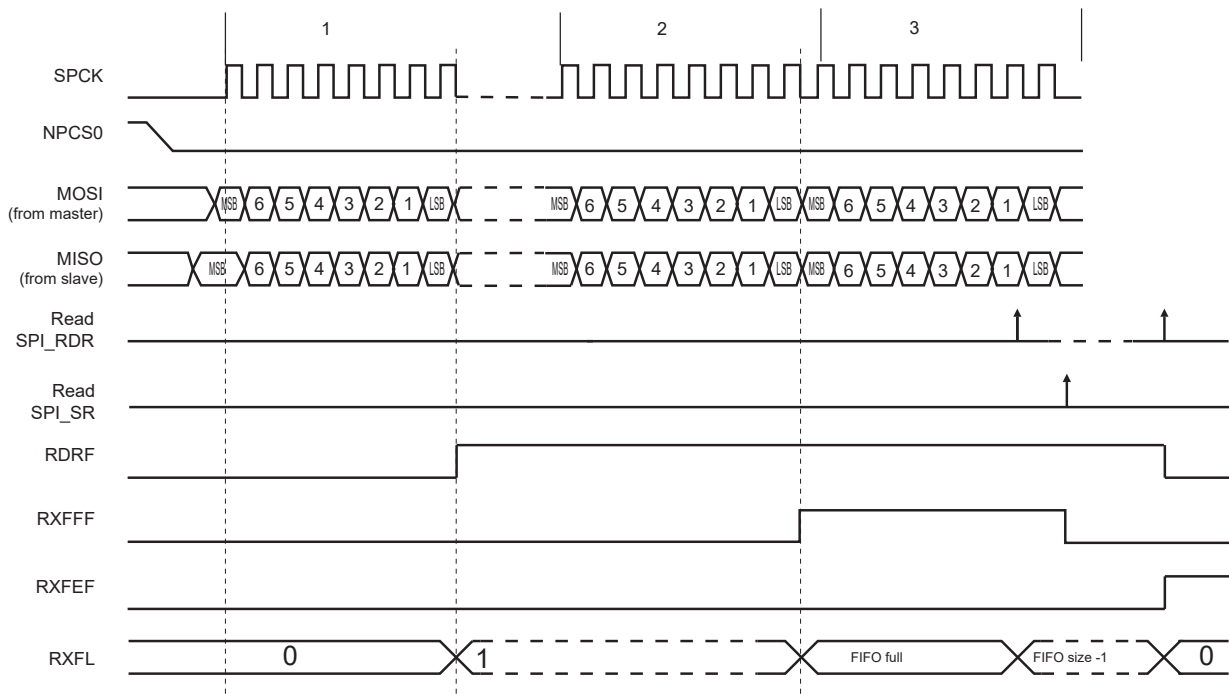 1 2 3
SPCK
NPCS0
MOSI
(from master)
MSB 6 5 4 3 2 1 LSB MSB 6 5 4 3 2 1 LSB MSB 6 5 4 3 2 1 LSB
MISO
(from slave)
MSB 6 5 4 3 2 1 LSB MSB 6 5 4 3 2 1 LSB MSB 6 5 4 3 2 1 LSB
Read
SPI_RDR
Read
SPI_SR
RDRF
RXFFF
RXFEF
RXFL 0 1 FIFO full FIFO size -1 0